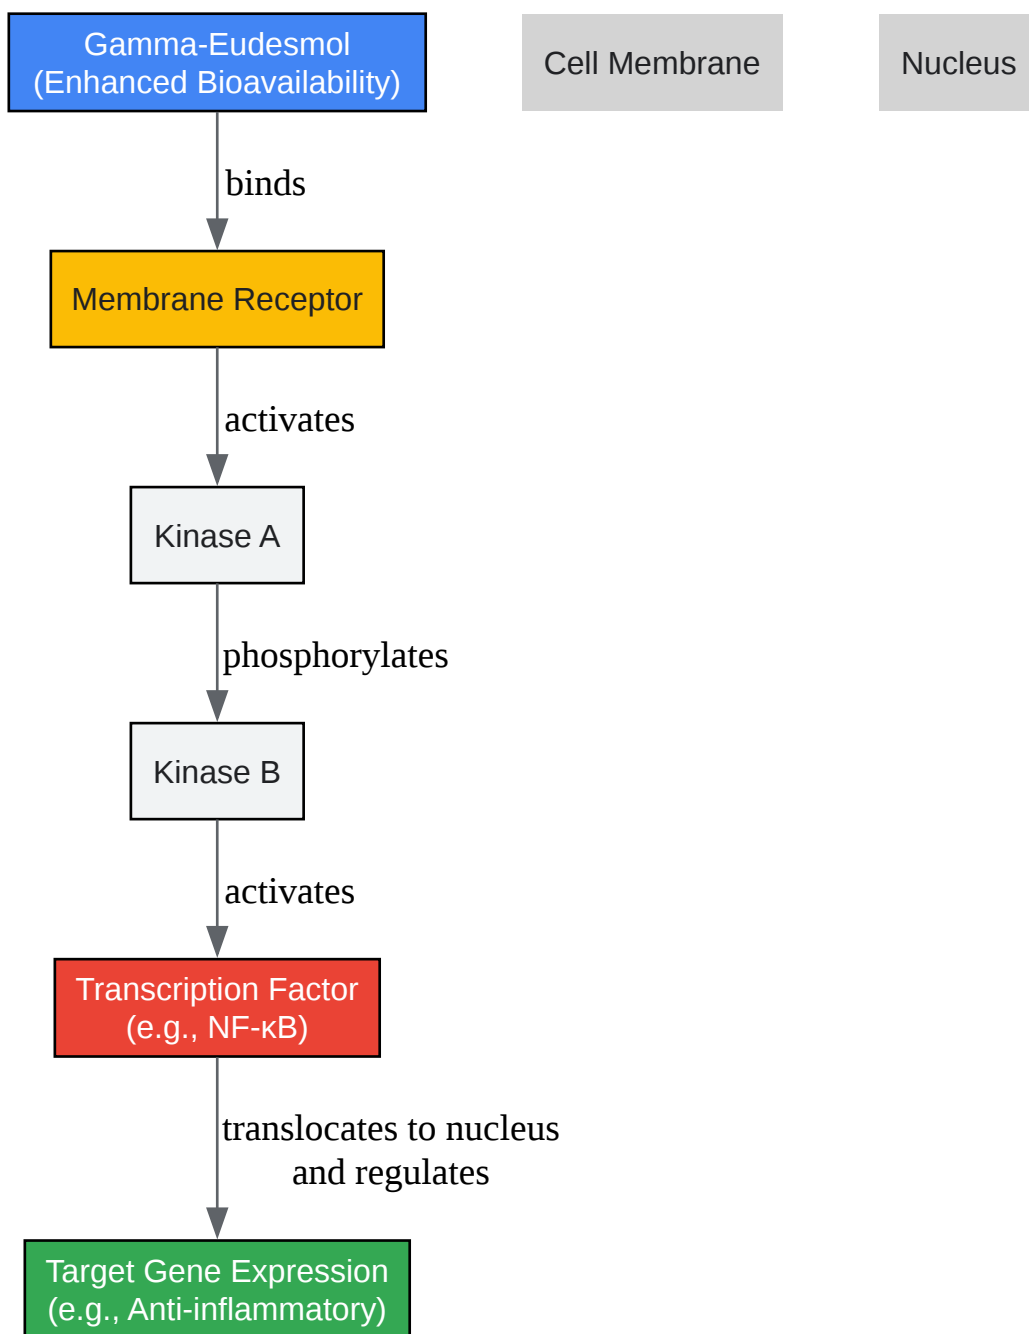 Gamma-Eudesmol
(Enhanced Bioavailability)
Cell Membrane
Nucleus
binds
Membrane Receptor
activates
Kinase A
phosphorylates
Kinase B
activates
Transcription Factor
(e.g., NF-κB)
translocates to nucleus
and regulates
Target Gene Expression
(e.g., Anti-inflammatory)